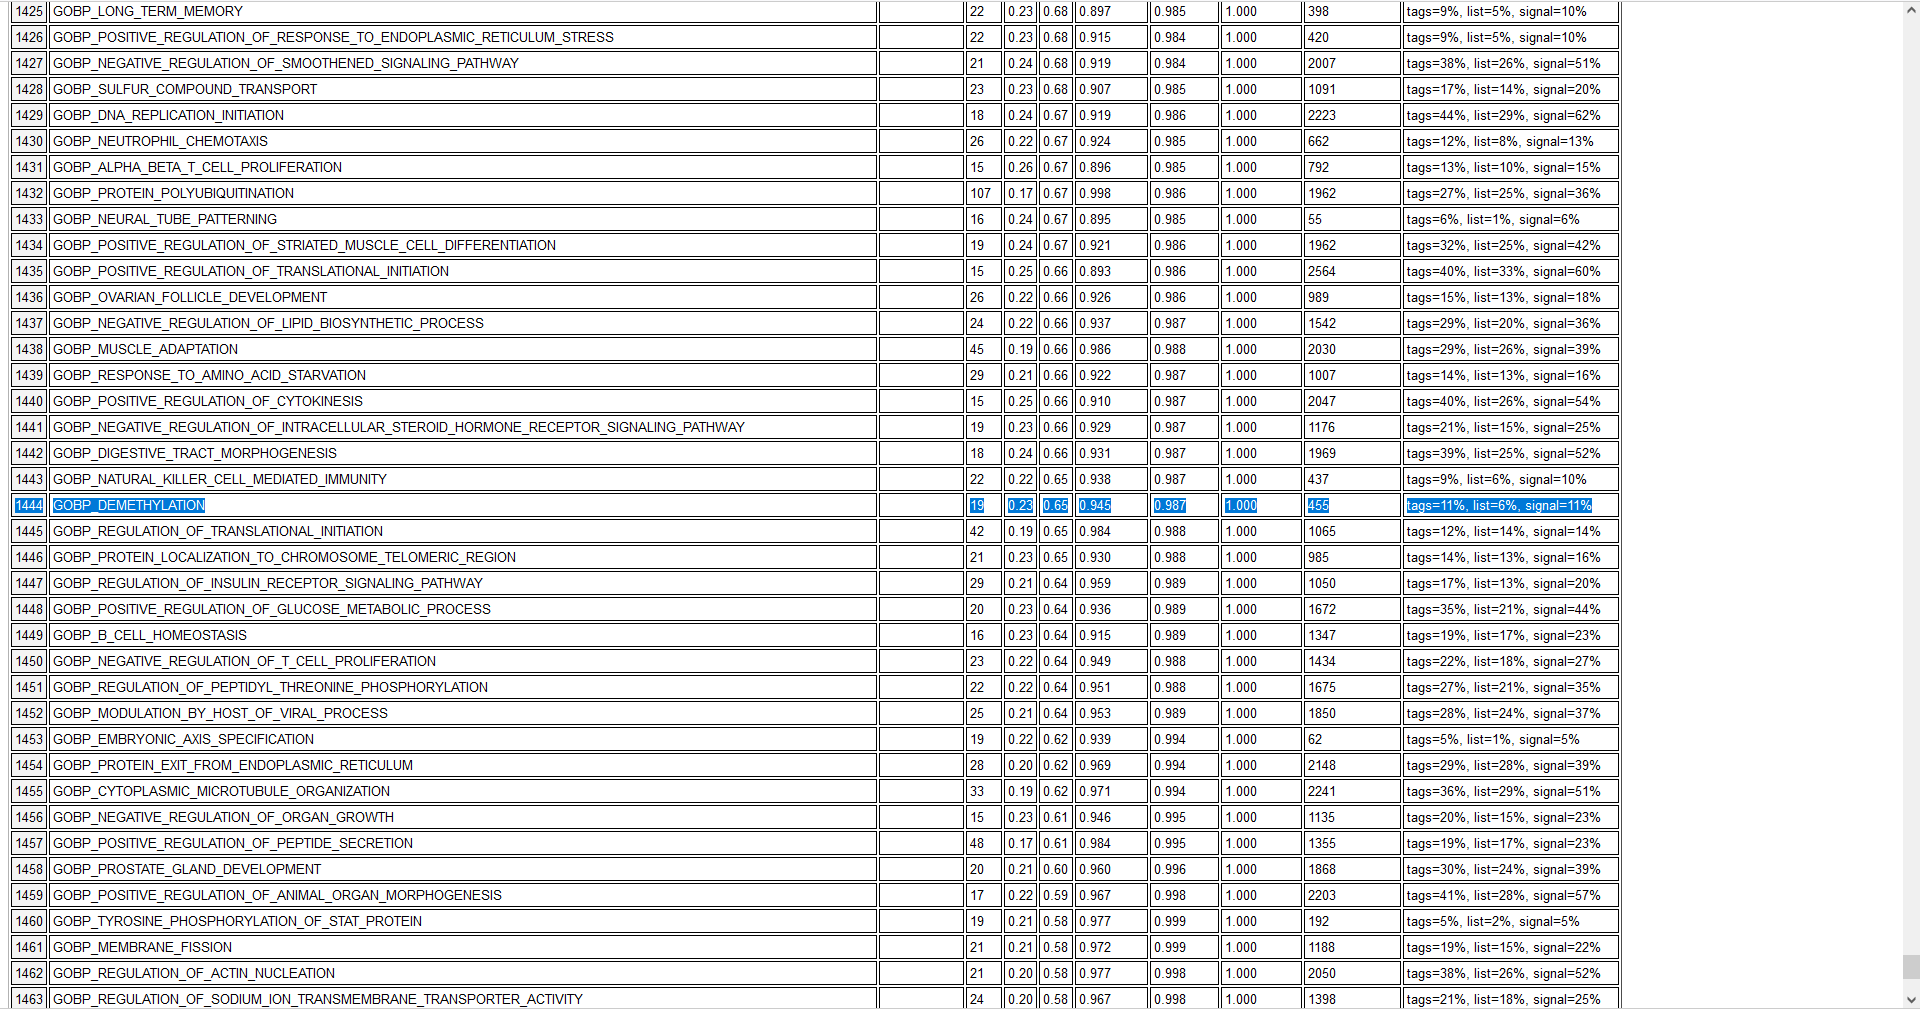 1425 GOBP_LONG_TERM_MEMORY 22 0.23 0.68 0.897 0.985 1.000 398 tags=9%, list=5%, signal=10%
1426 GOBP_POSITIVE_REGULATION_OF_RESPONSE_TO_ENDOPLASMIC_RETICULUM_STRESS 22 0.23 0.68 0.915 0.984 1.000 420 tags=9%, list=5%, signal=10%
1427 GOBP_NEGATIVE_REGULATION_OF_SMOOTHENED_SIGNALING_PATHWAY 21 0.24 0.68 0.919 0.984 1.000 2007 tags=38%, list=26%, signal=51%
1428 GOBP_SULFUR_COMPOUND_TRANSPORT 23 0.23 0.68 0.907 0.985 1.000 1091 tags=17%, list=14%, signal=20%
1429 GOBP_DNA_REPLICATION_INITIATION 18 0.24 0.67 0.919 0.986 1.000 2223 tags=44%, list=29%, signal=62%
1430 GOBP_NEUTROPHIL_CHEMOTAXIS 26 0.22 0.67 0.924 0.985 1.000 662 tags=12%, list=8%, signal=13%
1431 GOBP_ALPHA_BETA_T_CELL_PROLIFERATION 15 0.26 0.67 0.896 0.985 1.000 792 tags=13%, list=10%, signal=15%
1432 GOBP_PROTEIN_POLYUBIQUITINATION 107 0.17 0.67 0.998 0.986 1.000 1962 tags=27%, list=25%, signal=36%
1433 GOBP_NEURAL_TUBE_PATTERNING 16 0.24 0.67 0.895 0.985 1.000 55 tags=6%, list=1%, signal=6%
1434 GOBP_POSITIVE_REGULATION_OF_STRIATED_MUSCLE_CELL_DIFFERENTIATION 19 0.24 0.67 0.921 0.986 1.000 1962 tags=32%, list=25%, signal=42%
1435 GOBP_POSITIVE_REGULATION_OF_TRANSLATIONAL_INITIATION 15 0.25 0.66 0.893 0.986 1.000 2564 tags=40%, list=33%, signal=60%
1436 GOBP_OVARIAN_FOLLICLE_DEVELOPMENT 26 0.22 0.66 0.926 0.986 1.000 989 tags=15%, list=13%, signal=18%
1437 GOBP_NEGATIVE_REGULATION_OF_LIPID_BIOSYNTHETIC_PROCESS 24 0.22 0.66 0.937 0.987 1.000 1542 tags=29%, list=20%, signal=36%
1438 GOBP_MUSCLE_ADAPTATION 45 0.19 0.66 0.986 0.988 1.000 2030 tags=29%, list=26%, signal=39%
1439 GOBP_RESPONSE_TO_AMINO_ACID_STARVATION 29 0.21 0.66 0.922 0.987 1.000 1007 tags=14%, list=13%, signal=16%
1440 GOBP_POSITIVE_REGULATION_OF_CYTOKINESIS 15 0.25 0.66 0.910 0.987 1.000 2047 tags=40%, list=26%, signal=54%
1441 GOBP_NEGATIVE_REGULATION_OF_INTRACELLULAR_STEROID_HORMONE_RECEPTOR_SIGNALING_PATHWAY 19 0.23 0.66 0.929 0.987 1.000 1176 tags=21%, list=15%, signal=25%
1442 GOBP_DIGESTIVE_TRACT_MORPHOGENESIS 18 0.24 0.66 0.931 0.987 1.000 1969 tags=39%, list=25%, signal=52%
1443 GOBP_NATURAL_KILLER_CELL_MEDIATED_IMMUNITY 22 0.22 0.65 0.938 0.987 1.000 437 tags=9%, list=6%, signal=10%
1444 GOBP_DEMETHYLATION 19 0.23 0.65 0.945 0.987 1.000 455 tags=11%, list=6%, signal=11%
1445 GOBP_REGULATION_OF_TRANSLATIONAL_INITIATION 42 0.19 0.65 0.984 0.988 1.000 1065 tags=12%, list=14%, signal=14%
1446 GOBP_PROTEIN_LOCALIZATION_TO_CHROMOSOME_TELOMERIC_REGION 21 0.23 0.65 0.930 0.988 1.000 985 tags=14%, list=13%, signal=16%
1447 GOBP_REGULATION_OF_INSULIN_RECEPTOR_SIGNALING_PATHWAY 29 0.21 0.64 0.959 0.989 1.000 1050 tags=17%, list=13%, signal=20%
1448 GOBP_POSITIVE_REGULATION_OF_GLUCOSE_METABOLIC_PROCESS 20 0.23 0.64 0.936 0.989 1.000 1672 tags=35%, list=21%, signal=44%
1449 GOBP_B_CELL_HOMEOSTASIS 16 0.23 0.64 0.915 0.989 1.000 1347 tags=19%, list=17%, signal=23%
1450 GOBP_NEGATIVE_REGULATION_OF_T_CELL_PROLIFERATION 23 0.22 0.64 0.949 0.988 1.000 1434 tags=22%, list=18%, signal=27%
1451 GOBP_REGULATION_OF_PEPTIDYL_THREONINE_PHOSPHORYLATION 22 0.22 0.64 0.951 0.988 1.000 1675 tags=27%, list=21%, signal=35%
1452 GOBP_MODULATION_BY_HOST_OF_VIRAL_PROCESS 25 0.21 0.64 0.953 0.989 1.000 1850 tags=28%, list=24%, signal=37%
1453 GOBP_EMBRYONIC_AXIS_SPECIFICATION 19 0.22 0.62 0.939 0.994 1.000 62 tags=5%, list=1%, signal=5%
1454 GOBP_PROTEIN_EXIT_FROM_ENDOPLASMIC_RETICULUM 28 0.20 0.62 0.969 0.994 1.000 2148 tags=29%, list=28%, signal=39%
1455 GOBP_CYTOPLASMIC_MICROTUBULE_ORGANIZATION 33 0.19 0.62 0.971 0.994 1.000 2241 tags=36%, list=29%, signal=51%
1456 GOBP_NEGATIVE_REGULATION_OF_ORGAN_GROWTH 15 0.23 0.61 0.946 0.995 1.000 1135 tags=20%, list=15%, signal=23%
1457 GOBP_POSITIVE_REGULATION_OF_PEPTIDE_SECRETION 48 0.17 0.61 0.984 0.995 1.000 1355 tags=19%, list=17%, signal=23%
1458 GOBP_PROSTATE_GLAND_DEVELOPMENT 20 0.21 0.60 0.960 0.996 1.000 1868 tags=30%, list=24%, signal=39%
1459 GOBP_POSITIVE_REGULATION_OF_ANIMAL_ORGAN_MORPHOGENESIS 17 0.22 0.59 0.967 0.998 1.000 2203 tags=41%, list=28%, signal=57%
1460 GOBP_TYROSINE_PHOSPHORYLATION_OF_STAT_PROTEIN 19 0.21 0.58 0.977 0.999 1.000 192 tags=5%, list=2%, signal=5%
1461 GOBP_MEMBRANE_FISSION 21 0.21 0.58 0.972 0.999 1.000 1188 tags=19%, list=15%, signal=22%
1462 GOBP_REGULATION_OF_ACTIN_NUCLEATION 21 0.20 0.58 0.977 0.998 1.000 2050 tags=38%, list=26%, signal=52%
1463 GOBP_REGULATION_OF_SODIUM_ION_TRANSMEMBRANE_TRANSPORTER_ACTIVITY 24 0.20 0.58 0.967 0.998 1.000 1398 tags=21%, list=18%, signal=25%